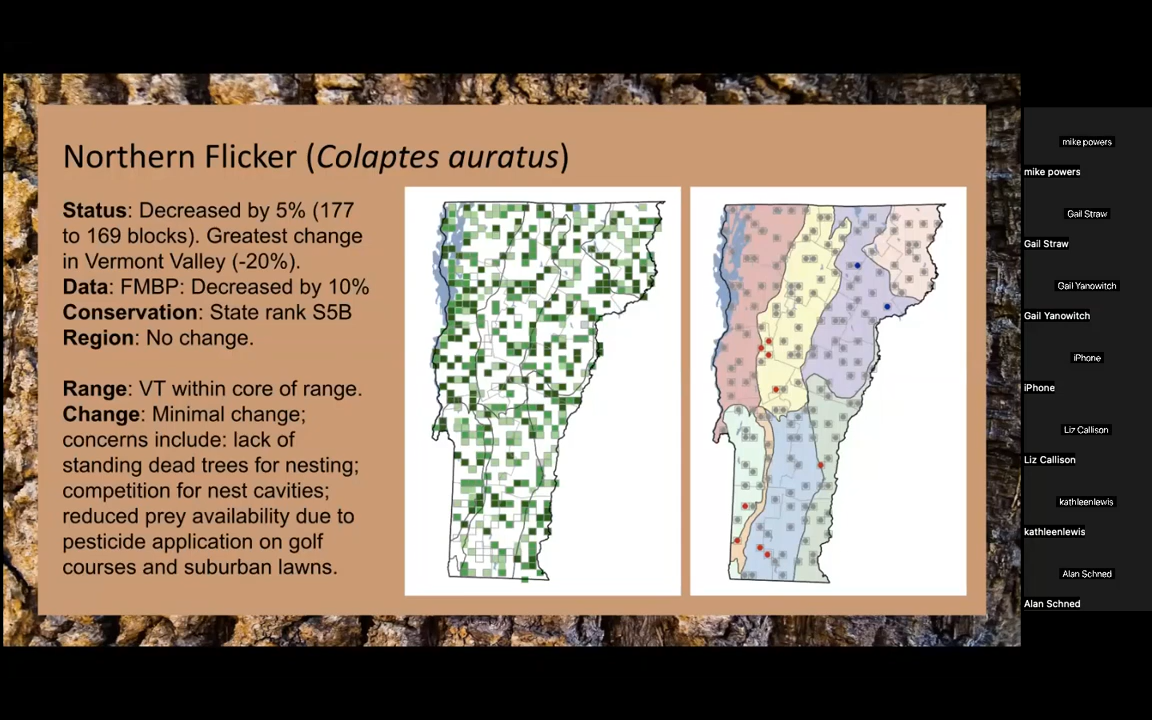 Northern Flicker (Colaptes auratus)
Status: Decreased by 5% (177
to 169 blocks). Greatest change
in Vermont Valley (-20%).
Data: FMBP: Decreased by 10%
Conservation: State rank S5B
Region: No change.
Range: VT within core of range.
Change: Minimal change;
concerns include: lack of
standing dead trees for nesting;
competition for nest cavities;
reduced prey availability due to
pesticide application on golf
courses and suburban lawns.
mike powers
mike powers
Gail Straw
Gail Straw
Gail Yanowitch
Gail Yanowitch
iPhone
iPhone
Liz Callison
Liz Callison
kathleenlewis
kathleenlewis
Alan Schned
Alan Schned